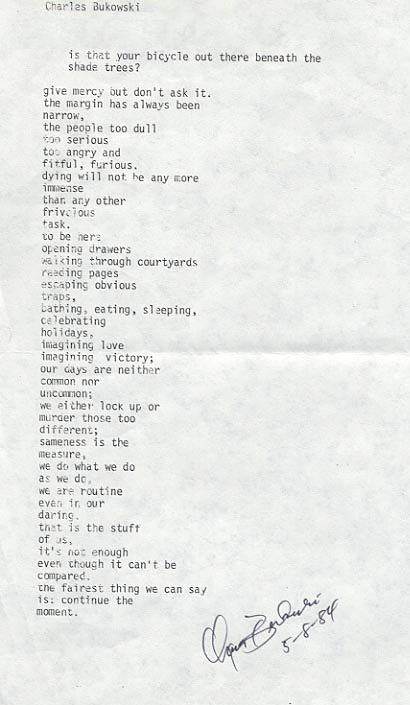 Charles Bukowski
is that your bicycle out there beneath the
shade trees?
give mercy but don't ask it.
the margin has always been
narrow,
the people too dull
too serious
too angry and
fitful, furious.
dying will not be any more
immense
than any other
frivolous
task.
to be here
opening drawers
walking through courtyards
reading pages
escaping obvious
traps,
bathing, eating, sleeping,
celebrating
holidays,
imagining love
imagining victory;
our days are neither
common nor
uncommon;
we either lock up or
murder those too
different;
sameness is the
measure,
we do what we do
as we do,
we are routine
even in our
daring.
that is the stuff
of us,
it's not enough
even though it can't be
compared.
the fairest thing we can say
is: continue the
moment.
Charles Bukowski
5-8-84